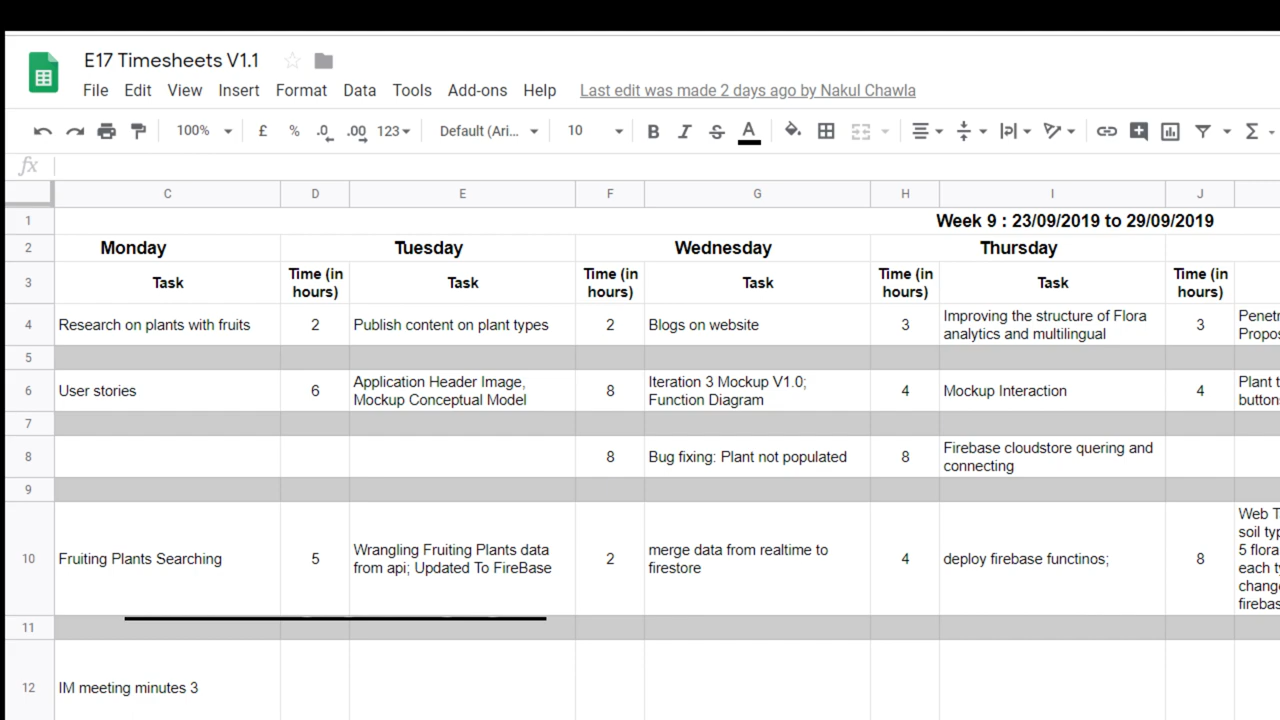 E17 Timesheets V1.1
File Edit View Insert Format Data Tools Add-ons Help Last edit was made 2 days ago by Nakul Chawla
100% £ % .0 .00 123 Default (Ari... 10 B I S A Σ
fx
C D E F G H I J
1 Week 9 : 23/09/2019 to 29/09/2019
2 Monday Tuesday Wednesday Thursday
3 Task Time (in hours) Task Time (in hours) Task Time (in hours) Task Time (in hours)
4 Research on plants with fruits 2 Publish content on plant types 2 Blogs on website 3 Improving the structure of Flora analytics and multilingual 3
5
6 User stories 6 Application Header Image, Mockup Conceptual Model 8 Iteration 3 Mockup V1.0; Function Diagram 4 Mockup Interaction 4 Plant
7
8 8 Bug fixing: Plant not populated 8 Firebase cloudstore quering and connecting
9
10 Fruiting Plants Searching 5 Wrangling Fruiting Plants data from api; Updated To FireBase 2 merge data from realtime to firestore 4 deploy firebase functinos; 8 Web soil 5 each
11
12 IM meeting minutes 3